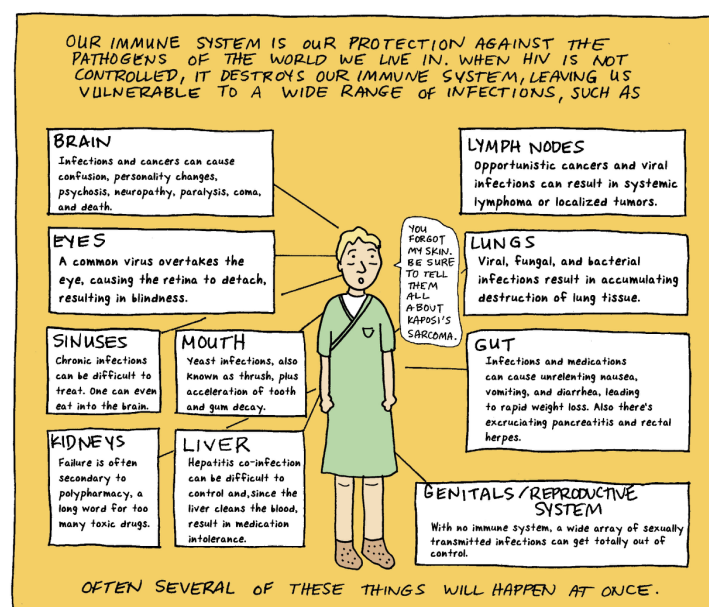 OUR IMMUNE SYSTEM IS OUR PROTECTION AGAINST THE
PATHOGENS OF THE WORLD WE LIVE IN. WHEN HIV IS NOT
CONTROLLED, IT DESTROYS OUR IMMUNE SYSTEM, LEAVING US
VULNERABLE TO A WIDE RANGE OF INFECTIONS, SUCH AS
BRAIN
Infections and cancers can cause
confusion, personality changes,
psychosis, neuropathy, paralysis, coma,
and death.
LYMPH NODES
Opportunistic cancers and viral
infections can result in systemic
lymphoma or localized tumors.
EYES
A common virus overtakes the
eye, causing the retina to detach,
resulting in blindness.
YOU
FORGOT
MY SKIN.
BE SURE
TO TELL
THEM
ALL
ABOUT
KAPOSI'S
SARCOMA.
LUNGS
Viral, fungal, and bacterial
infections result in accumulating
destruction of lung tissue.
SINUSES
Chronic infections
can be difficult to
treat. One can even
eat into the brain.
MOUTH
Yeast infections, also
known as thrush, plus
acceleration of tooth
and gum decay.
GUT
Infections and medications
can cause unrelenting nausea,
vomiting, and diarrhea, leading
to rapid weight loss. Also there's
excruciating pancreatitis and rectal
herpes.
KIDNEYS
Failure is often
secondary to
polypharmacy, a
long word for too
many toxic drugs.
LIVER
Hepatitis co-infection
can be difficult to
control and, since the
liver cleans the blood,
result in medication
intolerance.
GENITALS/REPRODUCTIVE
SYSTEM
With no immune system, a wide array of sexually
transmitted infections can get totally out of
control.
OFTEN SEVERAL OF THESE THINGS WILL HAPPEN AT ONCE.